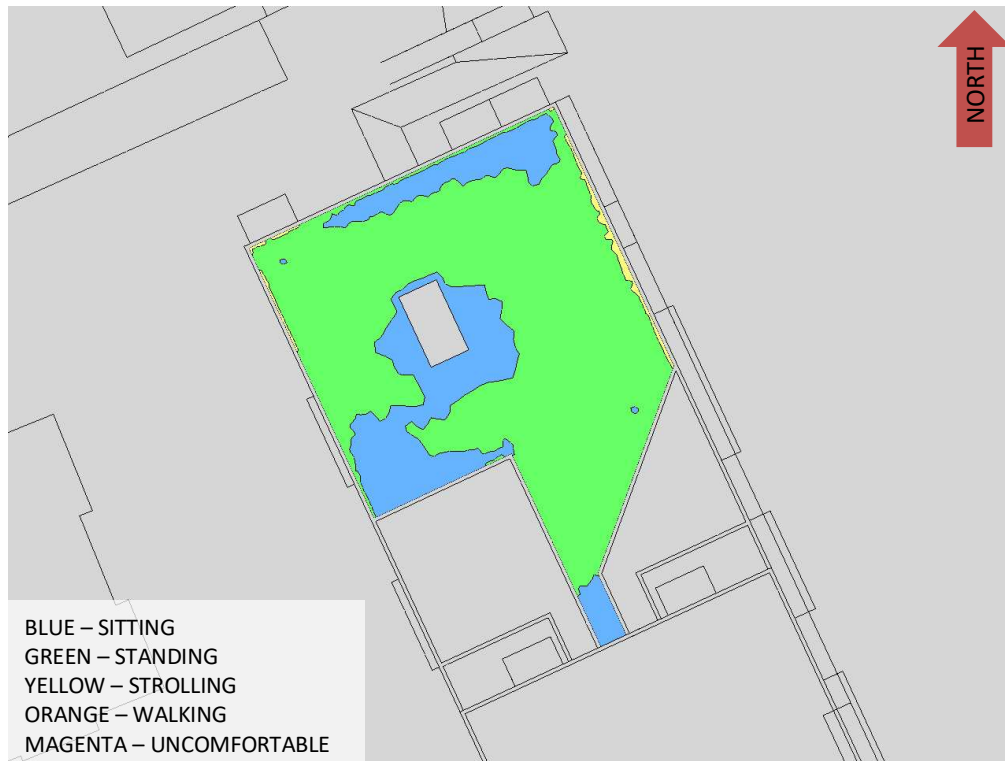 NORTH
BLUE – SITTING
GREEN – STANDING
YELLOW – STROLLING
ORANGE – WALKING
MAGENTA – UNCOMFORTABLE